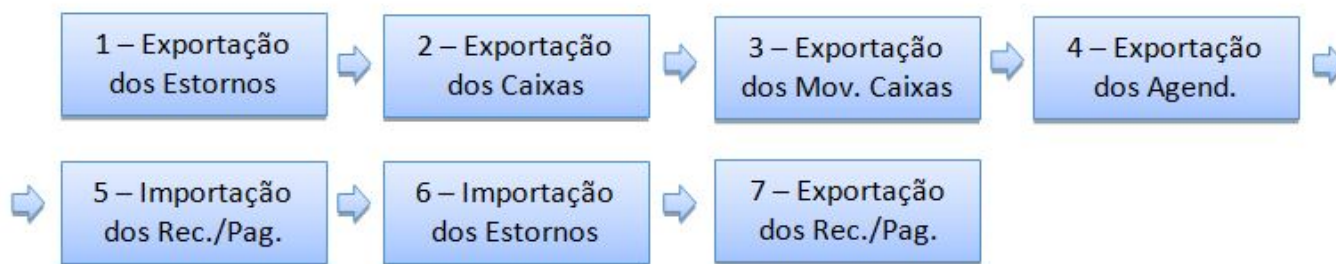 1 – Exportação
dos Estornos
2 – Exportação
dos Caixas
3 – Exportação
dos Mov. Caixas
4 – Exportação
dos Agend.
5 – Importação
dos Rec./Pag.
6 – Importação
dos Estornos
7 – Exportação
dos Rec./Pag.